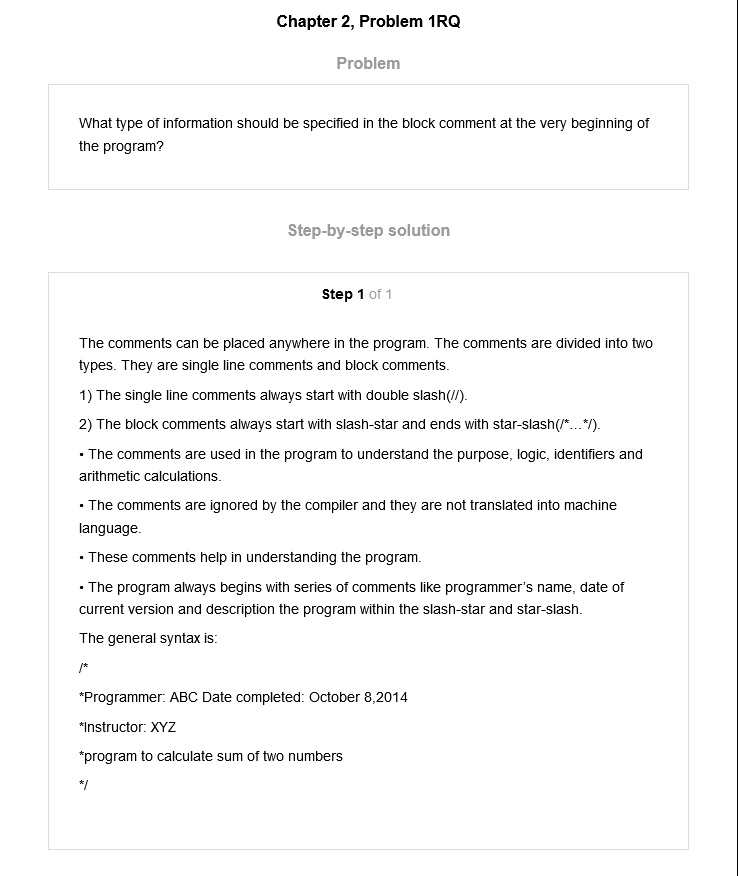 Chapter 2, Problem 1RQ
Problem
What type of information should be specified in the block comment at the very beginning of
the program?
Step-by-step solution
Step 1 of 1
The comments can be placed anywhere in the program. The comments are divided into two
types. They are single line comments and block comments.
1) The single line comments always start with double slash(//).
2) The block comments always start with slash-star and ends with star-slash(/*...*/).
• The comments are used in the program to understand the purpose, logic, identifiers and
arithmetic calculations.
• The comments are ignored by the compiler and they are not translated into machine
language.
• These comments help in understanding the program.
• The program always begins with series of comments like programmer's name, date of
current version and description the program within the slash-star and star-slash.
The general syntax is:
/*
*Programmer: ABC Date completed: October 8,2014
*Instructor: XYZ
*program to calculate sum of two numbers
*/